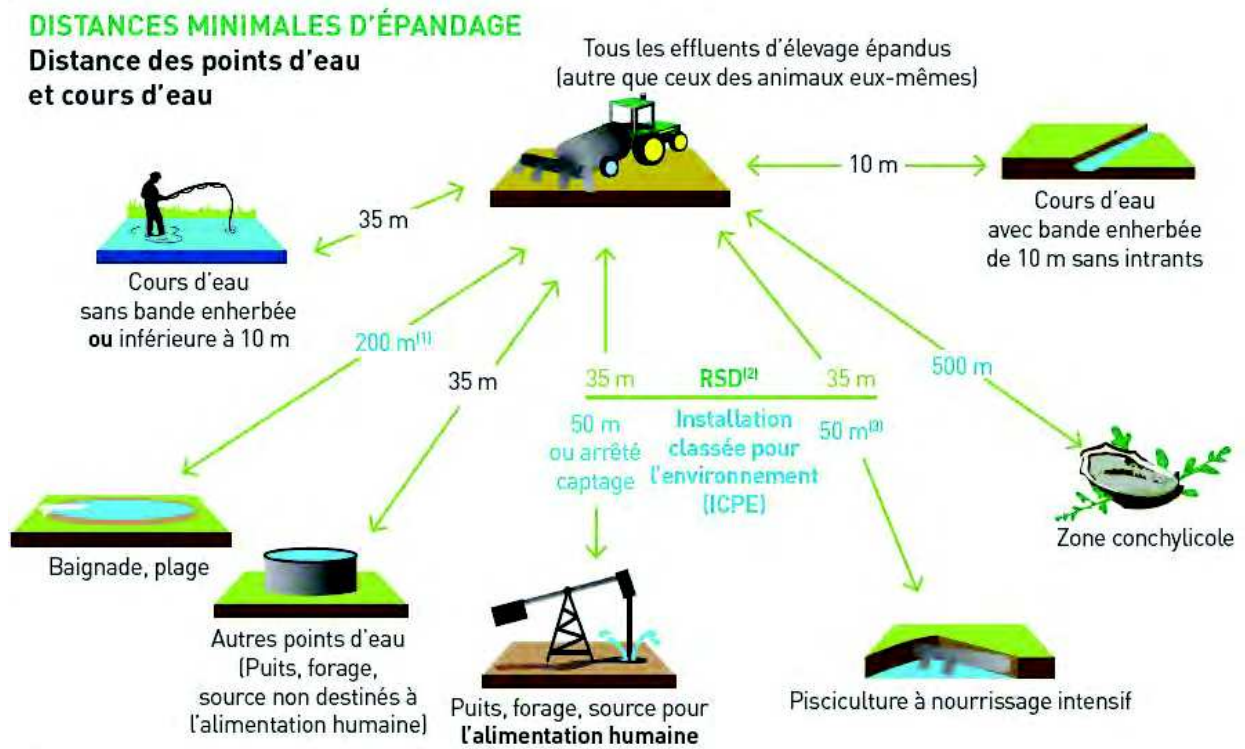 DISTANCES MINIMALES D'ÉPANDAGE
Distance des points d'eau
et cours d'eau
Tous les effluents d'élevage épandus
(autre que ceux des animaux eux-mêmes)
10 m
Cours d'eau
avec bande enherbée
de 10 m sans intrants
35 m
Cours d'eau
sans bande enherbée
ou inférieure à 10 m
200 m(1)
35 m
35 m
RSD(2)
35 m
500 m
50 m
ou arrêté
captage
Installation
classée pour
l'environnement
(ICPE)
50 m(3)
Baignade, plage
Autres points d'eau
(Puits, forage,
source non destinés à
l'alimentation humaine)
Puits, forage, source pour
l'alimentation humaine
Pisciculture à nourrissage intensif
Zone conchylicole